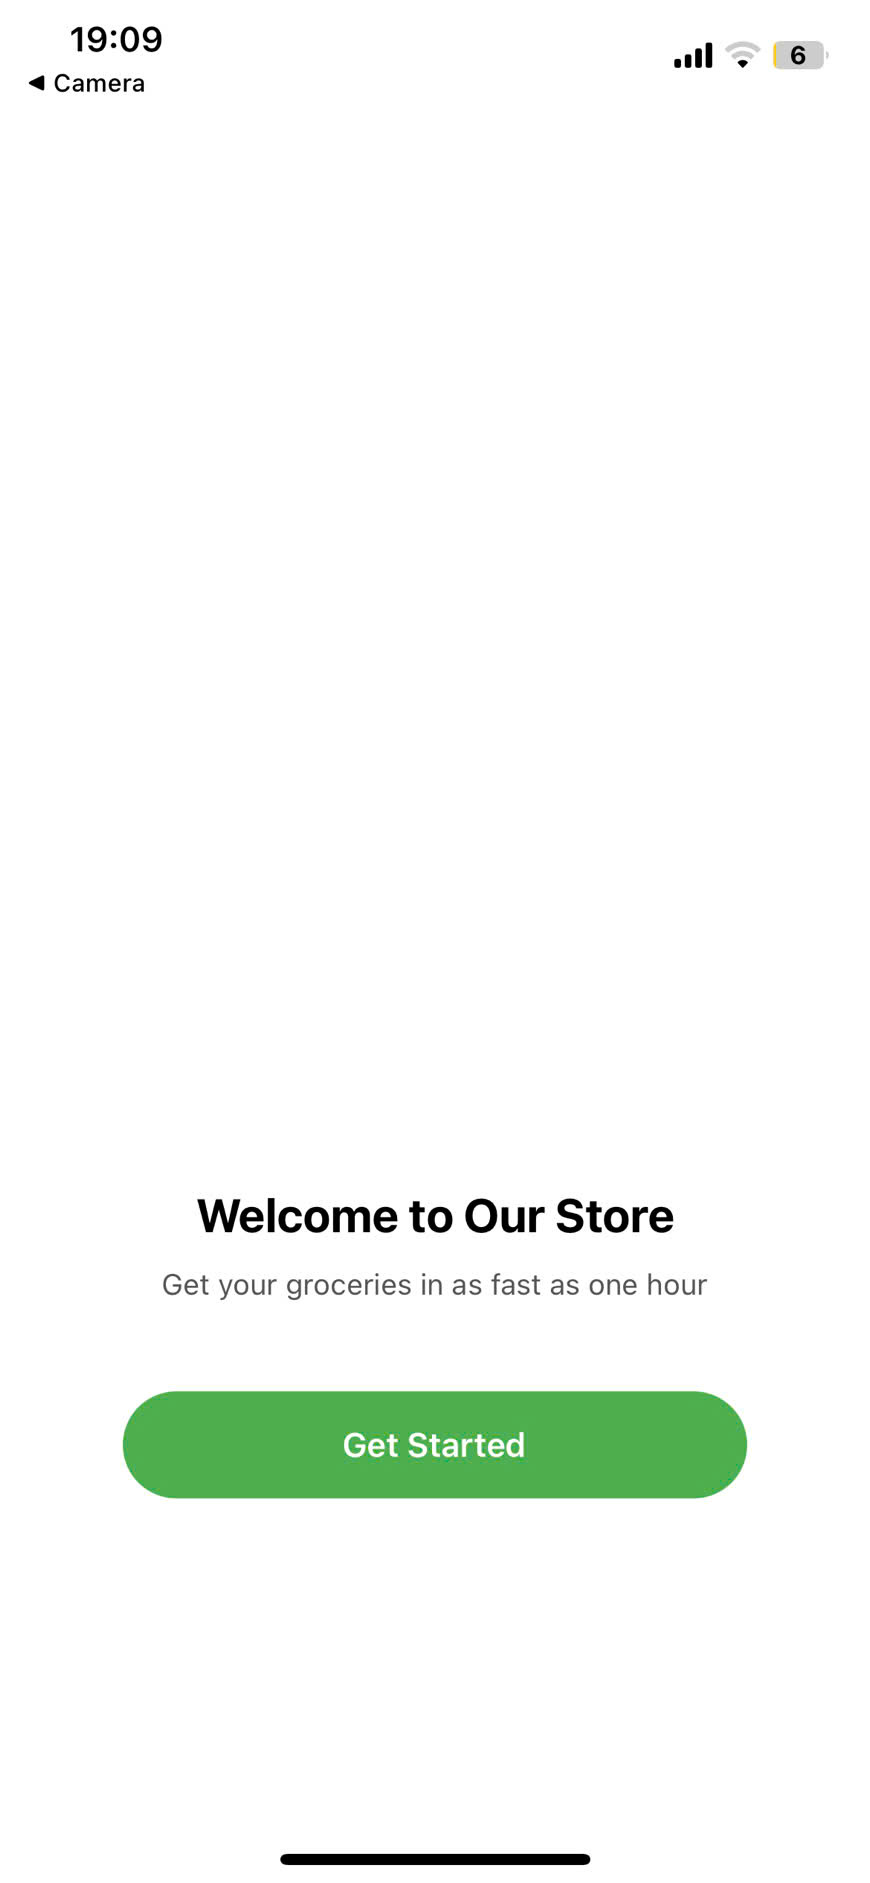 19:09
◀ Camera
6
Welcome to Our Store
Get your groceries in as fast as one hour
Get Started